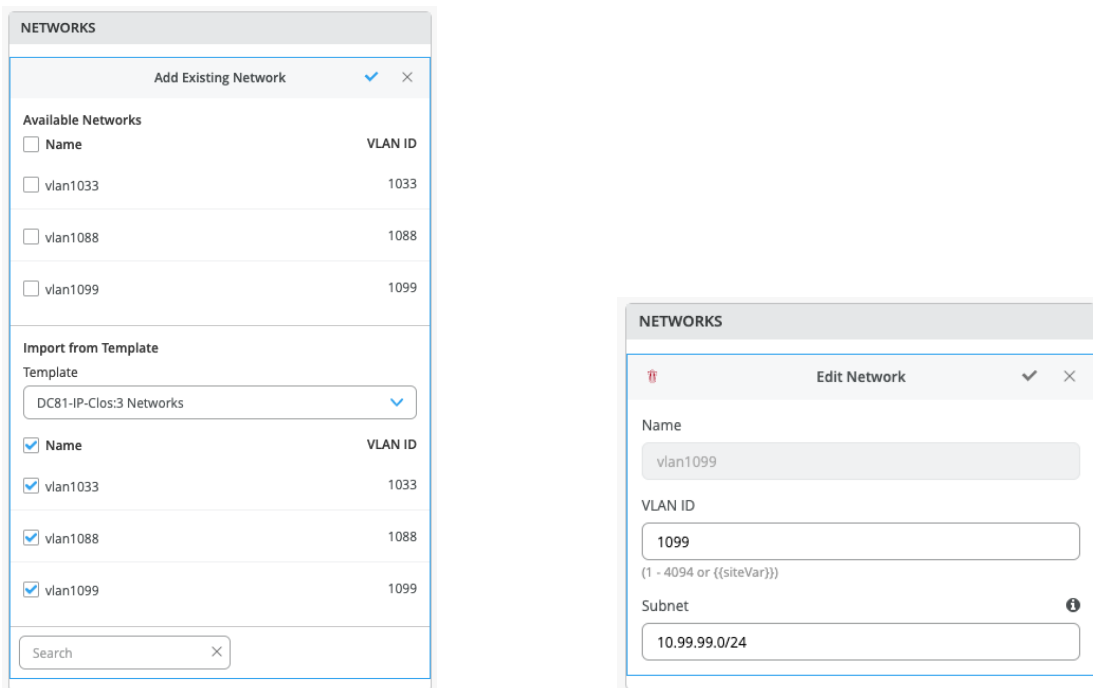 NETWORKS
Add Existing Network
Available Networks
Name VLAN ID
vlan1033 1033
vlan1088 1088
vlan1099 1099
Import from Template
Template
DC81-IP-Clos:3 Networks
Name VLAN ID
vlan1033 1033
vlan1088 1088
vlan1099 1099
Search
NETWORKS
Edit Network
Name
vlan1099
VLAN ID
1099
(1 - 4094 or {{siteVar}})
Subnet
10.99.99.0/24